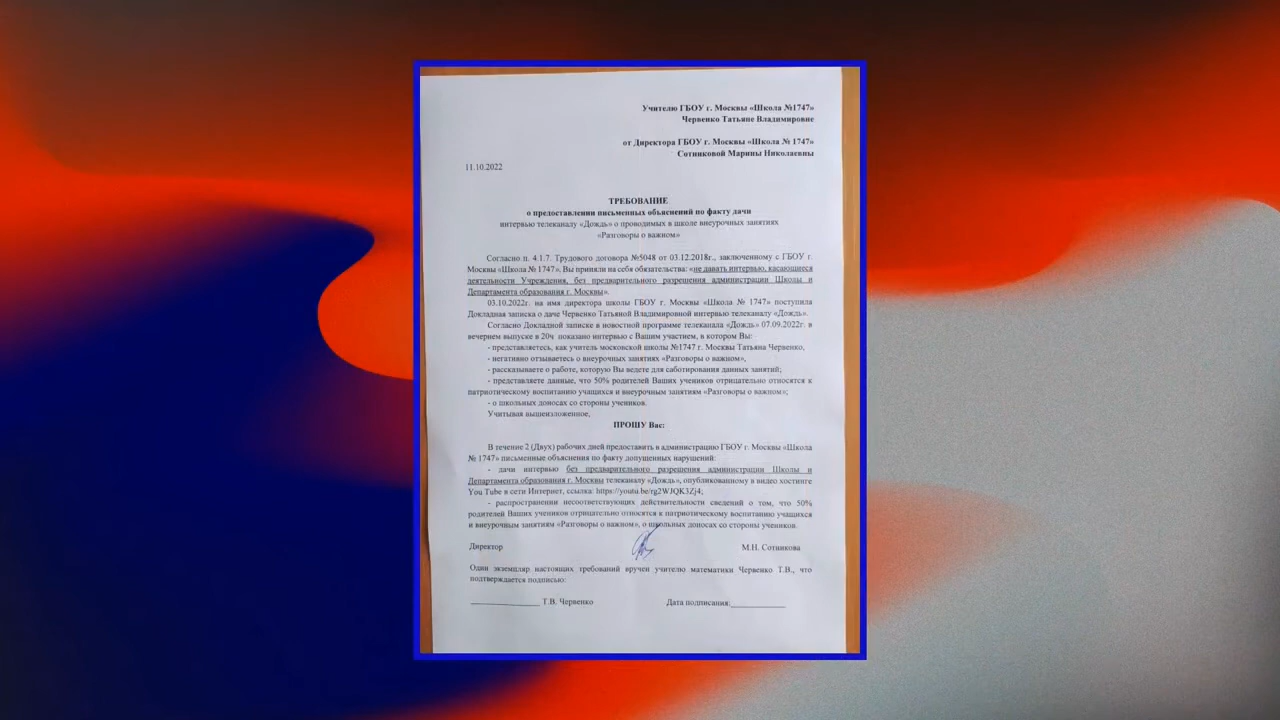 Учителю ГБОУ г. Москвы «Школа №1747»
Червенко Татьяне Владимировне
от Директора ГБОУ г. Москвы «Школа № 1747»
Сотниковой Марины Николаевны
11.10.2022
ТРЕБОВАНИЕ
о предоставлении письменных объяснений по факту дачи
интервью телеканалу «Дождь» о проводимых в школе внеурочных занятиях
«Разговоры о важном»
Согласно п. 4.1.7. Трудового договора №5048 от 03.12.2018г., заключенному с ГБОУ г.
Москвы «Школа № 1747», Вы приняли на себя обязательства: «не давать интервью, касающиеся
деятельности Учреждения, без предварительного разрешения администрации Школы и
Департамента образования г. Москвы».
03.10.2022г. на имя директора школы ГБОУ г. Москвы «Школа № 1747» поступила
Докладная записка о даче Червенко Татьяной Владимировной интервью телеканалу «Дождь».
Согласно Докладной записке в новостной программе телеканала «Дождь» 07.09.2022г. в
вечернем выпуске в 20ч показано интервью с Вашим участием, в котором Вы:
- представляетесь, как учитель московской школы №1747 г. Москвы Татьяна Червенко,
- негативно отзываетесь о внеурочных занятиях «Разговоры о важном»,
- рассказываете о работе, которую Вы ведете для саботирования данных занятий;
- представляете данные, что 50% родителей Ваших учеников отрицательно относятся к
патриотическому воспитанию учащихся и внеурочным занятиям «Разговоры о важном»;
- о школьных доносах со стороны учеников.
Учитывая вышеизложенное,
ПРОШУ Вас:
В течение 2 (Двух) рабочих дней предоставить в администрацию ГБОУ г. Москвы «Школа
№ 1747» письменные объяснения по факту допущенных нарушений:
- дачи интервью без предварительного разрешения администрации Школы и
Департамента образования г. Москвы телеканалу «Дождь», опубликованному в видео хостинге
You Tube в сети Интернет, ссылка: https://youtu.be/rg2WJQK3Zj4;
- распространении несоответствующих действительности сведений о том, что 50%
родителей Ваших учеников отрицательно относятся к патриотическому воспитанию учащихся
и внеурочным занятиям «Разговоры о важном», о школьных доносах со стороны учеников.
Директор М.Н. Сотникова
Один экземпляр настоящих требований вручен учителю математики Червенко Т.В., что
подтверждается подписью:
_______________ Т.В. Червенко Дата подписания:____________